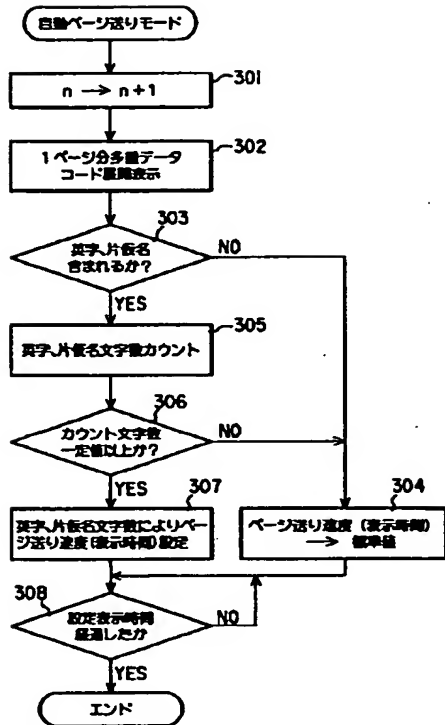 自動ページ送りモード
n → n+1
301
1ページ分多重データ
コード展開表示
302
303
英字、片仮名
含まれるか?
NO
YES
305
英字、片仮名文字数カウント
306
カウント文字数
一定値以上か?
NO
YES
307
英字、片仮名文字数によりペー
ジ送り速度(表示時間)設定
304
ページ送り速度(表示時間)
→ 標準値
308
設定表示時間
経過したか
NO
YES
エンド